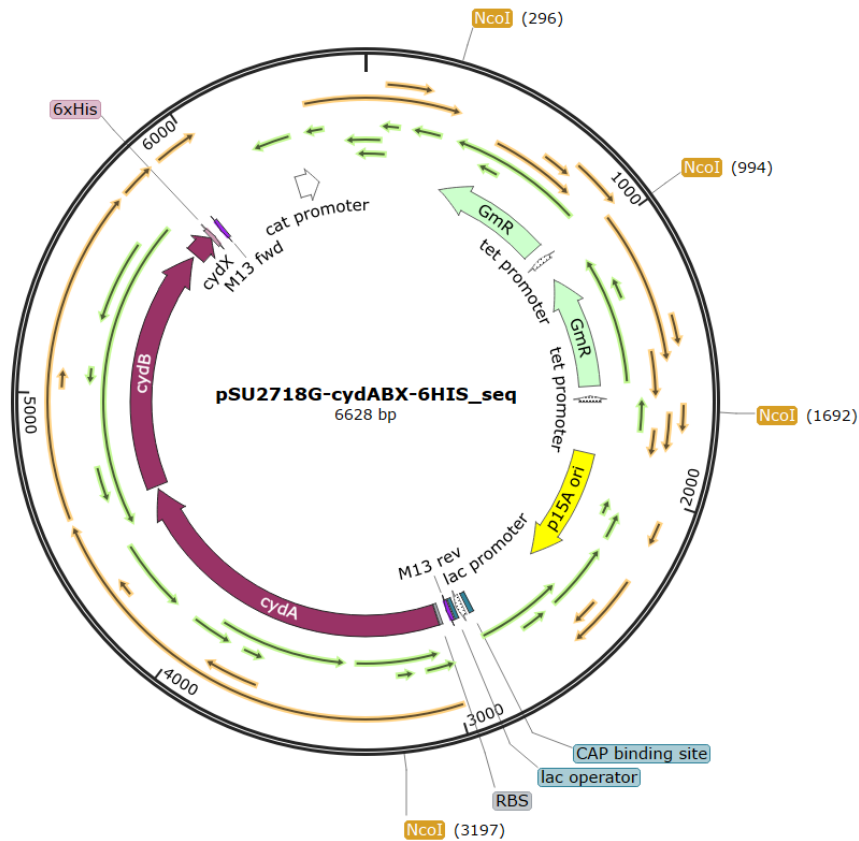 NcoI (296)
6xHis
6000
NcoI (994)
1000
cat promoter
GmR
tet promoter
cydX
M13 fwd
GmR
cydB
tet promoter
pSU2718G-cydABX-6HIS_seq
6628 bp
5000
NcoI (1692)
2000
p15A ori
lac promoter
M13 rev
cydA
4000
3000
CAP binding site
lac operator
RBS
NcoI (3197)